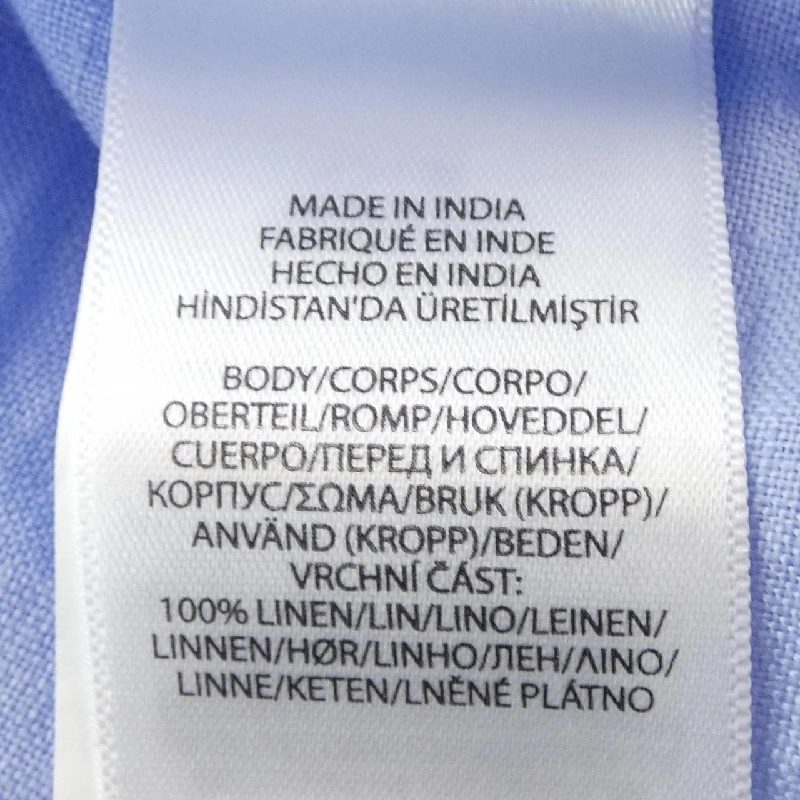 MADE IN INDIA
FABRIQUÉ EN INDE
HECHO EN INDIA
HİNDİSTAN'DA ÜRETİLMİŞTİR
BODY/CORPS/CORPO/
OBERTEIL/ROMP/HOVEDDEL/
CUERPO/ПЕРЕД И СПИНКА/
КОРПУС/ΣΩΜΑ/BRUK (KROPP)/
ANVÄND (KROPP)/BEDEN/
VRCHNÍ ČÁST:
100% LINEN/LIN/LINO/LEINEN/
LINNEN/HØR/LINHO/ЛЕН/ΛΙΝΟ/
LINNE/KETEN/LNĚNÉ PLÁTNO